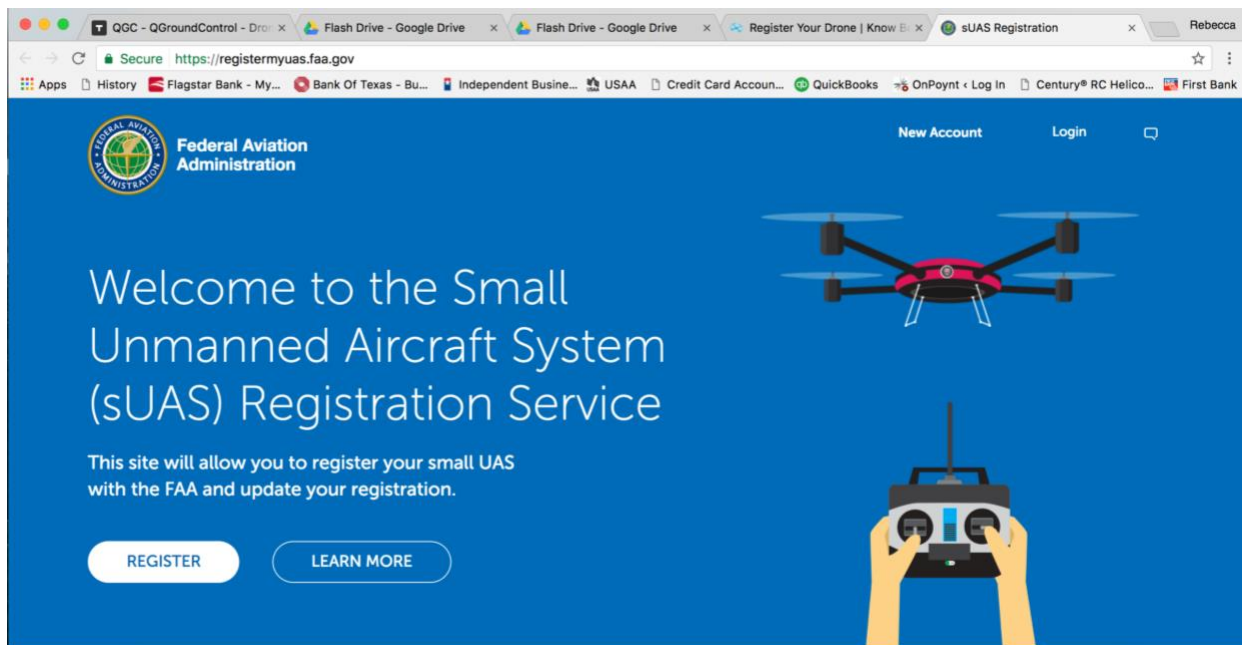 QGC - QGroundControl - Dron
Flash Drive - Google Drive
Flash Drive - Google Drive
Register Your Drone | Know B
sUAS Registration
Rebecca
Secure https://registermyuas.faa.gov
Apps
History
Flagstar Bank - My...
Bank Of Texas - Bu...
Independent Busine...
USAA
Credit Card Accoun...
QuickBooks
OnPoynt ‹ Log In
Century® RC Helico...
First Bank
FEDERAL AVIATION
ADMINISTRATION
Federal Aviation
Administration
New Account
Login
Welcome to the Small
Unmanned Aircraft System
(sUAS) Registration Service
This site will allow you to register your small UAS
with the FAA and update your registration.
REGISTER
LEARN MORE